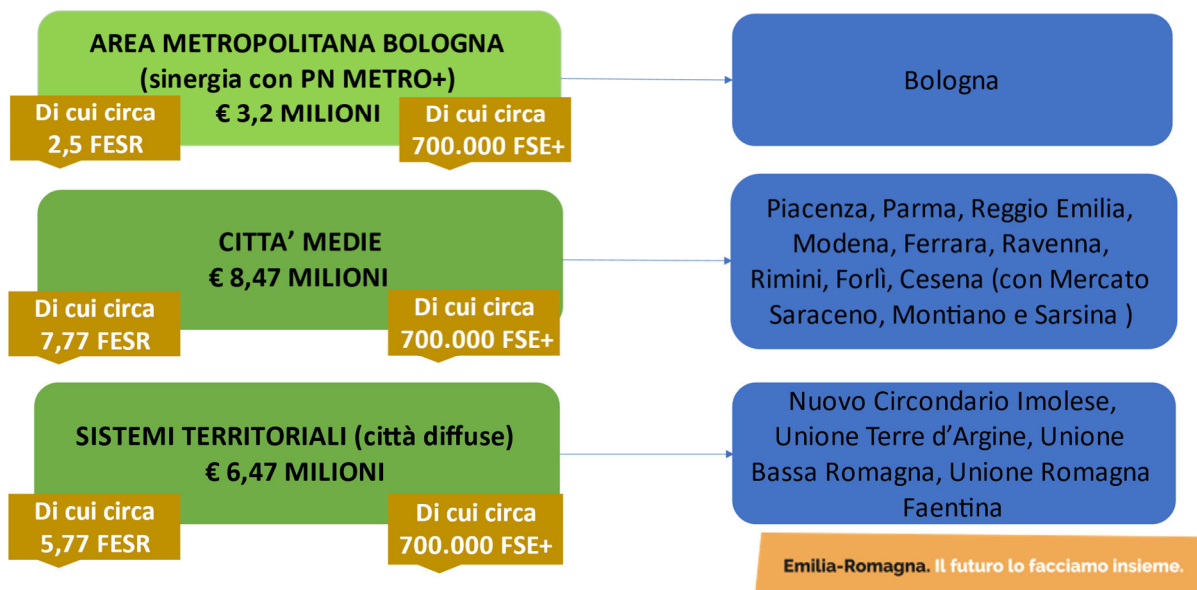 AREA METROPOLITANA BOLOGNA
(sinergia con PN METRO+)
€ 3,2 MILIONI
Di cui circa
2,5 FESR
Di cui circa
700.000 FSE+
Bologna
CITTA’ MEDIE
€ 8,47 MILIONI
Di cui circa
7,77 FESR
Di cui circa
700.000 FSE+
Piacenza, Parma, Reggio Emilia,
Modena, Ferrara, Ravenna,
Rimini, Forlì, Cesena (con Mercato
Saraceno, Montiano e Sarsina )
SISTEMI TERRITORIALI (città diffuse)
€ 6,47 MILIONI
Di cui circa
5,77 FESR
Di cui circa
700.000 FSE+
Nuovo Circondario Imolese,
Unione Terre d’Argine, Unione
Bassa Romagna, Unione Romagna
Faentina
Emilia-Romagna. Il futuro lo facciamo insieme.